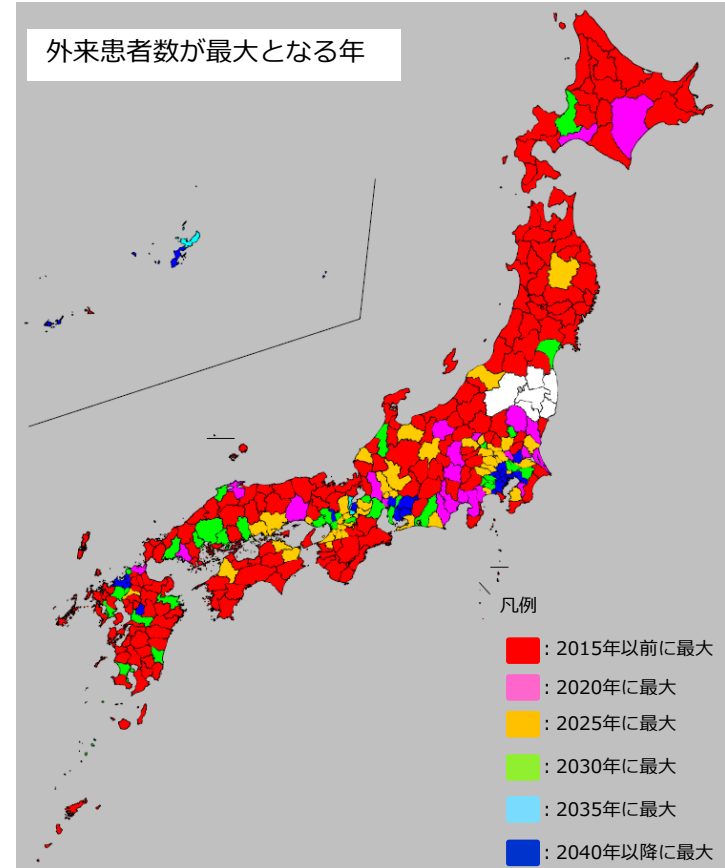 外来患者数が最大となる年
凡例
：2015年以前に最大
：2020年に最大
：2025年に最大
：2030年に最大
：2035年に最大
：2040年以降に最大